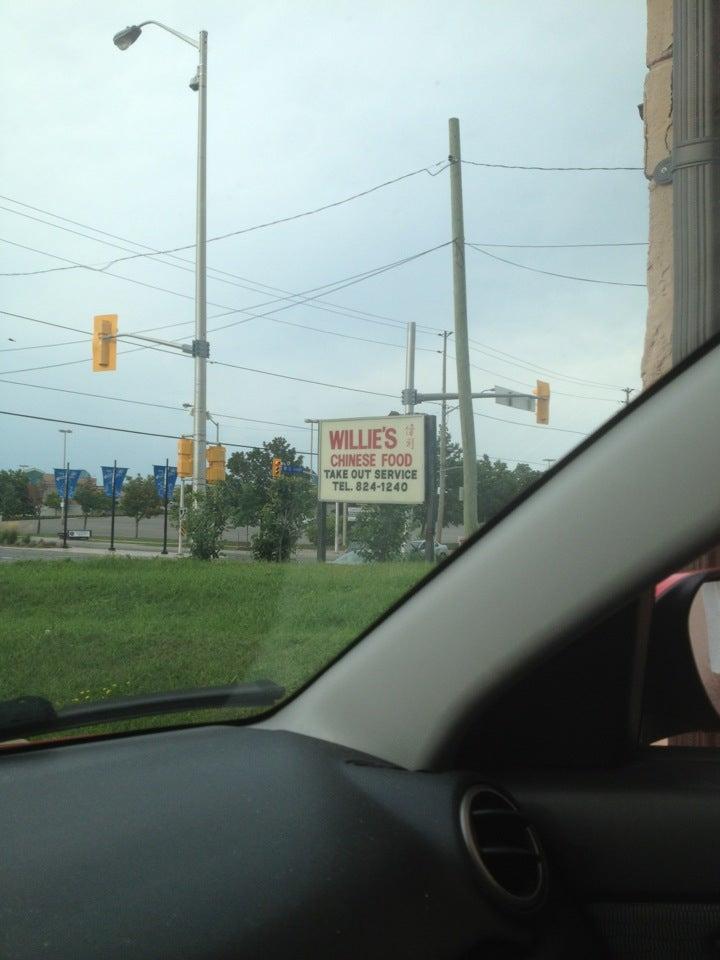 WILLIE'S
CHINESE FOOD
TAKE OUT SERVICE
TEL. 824-1240